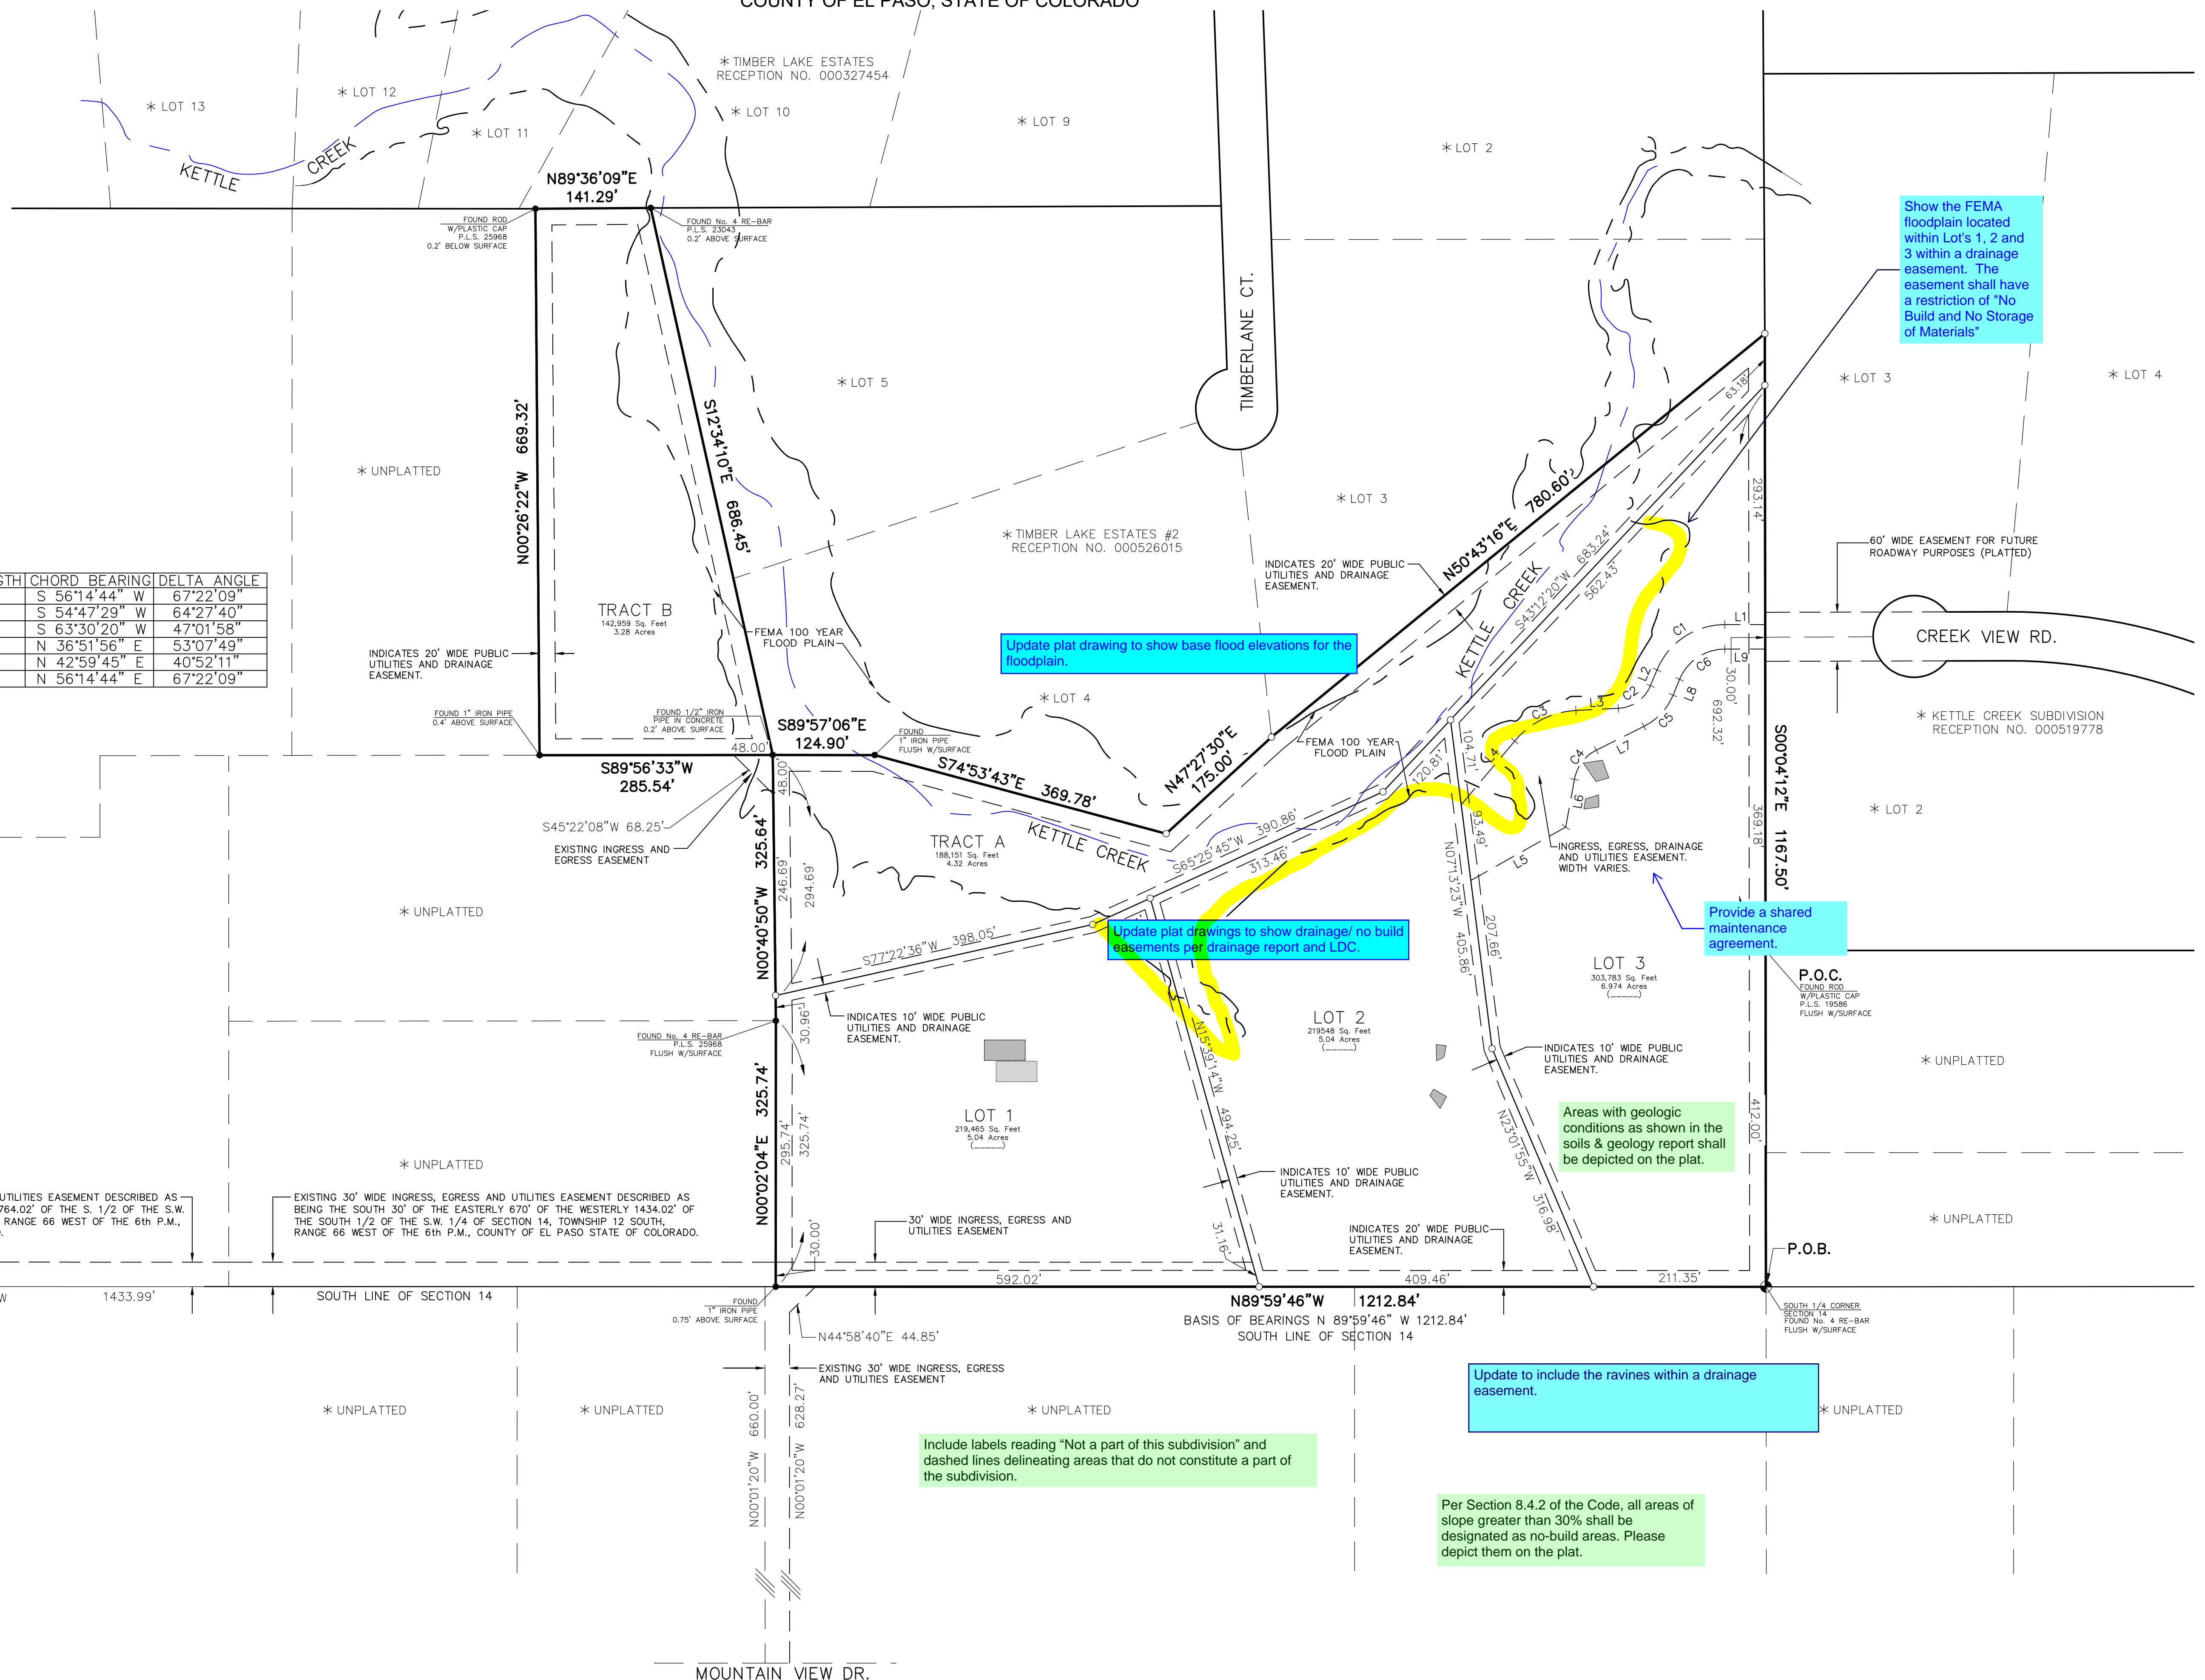 COUNTY OF EL PASO, STATE OF COLORADO
* TIMBER LAKE ESTATES
RECEPTION NO. 000327454
* LOT 13
* LOT 12
* LOT 11
* LOT 10
* LOT 9
* LOT 2
KETTLE CREEK
N89°36'09"E
141.29'
FOUND ROD
W/PLASTIC CAP
P.L.S. 25968
0.2' BELOW SURFACE
FOUND No. 4 RE-BAR
P.L.S. 23043
0.2' ABOVE SURFACE
Show the FEMA
floodplain located
within Lot's 1, 2 and
3 within a drainage
easement. The
easement shall have
a restriction of "No
Build and No Storage
of Materials"
TIMBERLANE CT.
* LOT 5
* LOT 3
* LOT 4
63.18'
N00°26'22"W 669.32'
S12°34'10"E 686.45'
* UNPLATTED
* LOT 3
N50°43'16"E 780.60'
293.14'
* TIMBER LAKE ESTATES #2
RECEPTION NO. 000526015
INDICATES 20' WIDE PUBLIC
UTILITIES AND DRAINAGE
EASEMENT.
60' WIDE EASEMENT FOR FUTURE
ROADWAY PURPOSES (PLATTED)
KETTLE CREEK
S43°12'20"W 683.24'
562.43'
GTH CHORD BEARING DELTA ANGLE
S 56°14'44" W 67°22'09"
S 54°47'29" W 64°27'40"
S 63°30'20" W 47°01'58"
N 36°51'56" E 53°07'49"
N 42°59'45" E 40°52'11"
N 56°14'44" E 67°22'09"
TRACT B
142,959 Sq. Feet
3.28 Acres
FEMA 100 YEAR
FLOOD PLAIN
INDICATES 20' WIDE PUBLIC
UTILITIES AND DRAINAGE
EASEMENT.
Update plat drawing to show base flood elevations for the
floodplain.
* LOT 4
L1
C1
L9
C6
L2
L8
C2
L3
C3
C5
L7
C4
C4
L6
L5
30.00'
692.32'
CREEK VIEW RD.
* KETTLE CREEK SUBDIVISION
RECEPTION NO. 000519778
FOUND 1" IRON PIPE
0.4' ABOVE SURFACE
FOUND 1/2" IRON
PIPE IN CONCRETE
0.2' ABOVE SURFACE
48.00'
S89°57'06"E
124.90'
FOUND
1" IRON PIPE
FLUSH W/SURFACE
S89°56'33"W
285.54'
48.00'
S74°53'43"E 369.78'
N47°27'30"E
175.00'
FEMA 100 YEAR
FLOOD PLAIN
104.71'
120.81'
93.49'
S00°04'12"E 1167.50'
369.18'
* LOT 2
S45°22'08"W 68.25'
EXISTING INGRESS AND
EGRESS EASEMENT
TRACT A
188,151 Sq. Feet
4.32 Acres
KETTLE CREEK
S65°25'45"W 390.86'
313.46'
INGRESS, EGRESS, DRAINAGE
AND UTILITIES EASEMENT.
WIDTH VARIES.
N00°40'50"W 325.64'
246.69'
294.69'
N07°13'23"W 405.86'
207.66'
* UNPLATTED
Update plat drawings to show drainage/ no build
easements per drainage report and LDC.
Provide a shared
maintenance
agreement.
S77°22'36"W 398.05'
LOT 3
303,783 Sq. Feet
6.974 Acres
(_____)
P.O.C.
FOUND ROD
W/PLASTIC CAP
P.L.S. 19586
FLUSH W/SURFACE
FOUND No. 4 RE-BAR
P.L.S. 25968
FLUSH W/SURFACE
30.96'
INDICATES 10' WIDE PUBLIC
UTILITIES AND DRAINAGE
EASEMENT.
LOT 2
219548 Sq. Feet
5.04 Acres
(_____)
N15°39'14"W 494.25'
INDICATES 10' WIDE PUBLIC
UTILITIES AND DRAINAGE
EASEMENT.
* UNPLATTED
N00°02'04"E 325.74'
295.74'
325.74'
LOT 1
219,465 Sq. Feet
5.04 Acres
(_____)
Areas with geologic
conditions as shown in the
soils & geology report shall
be depicted on the plat.
412.00'
N23°01'55"W 316.98'
* UNPLATTED
INDICATES 10' WIDE PUBLIC
UTILITIES AND DRAINAGE
EASEMENT.
UTILITIES EASEMENT DESCRIBED AS
764.02' OF THE S. 1/2 OF THE S.W.
RANGE 66 WEST OF THE 6th P.M.,
EXISTING 30' WIDE INGRESS, EGRESS AND UTILITIES EASEMENT DESCRIBED AS
BEING THE SOUTH 30' OF THE EASTERLY 670' OF THE WESTERLY 1434.02' OF
THE SOUTH 1/2 OF THE S.W. 1/4 OF SECTION 14, TOWNSHIP 12 SOUTH,
RANGE 66 WEST OF THE 6th P.M., COUNTY OF EL PASO STATE OF COLORADO.
30.00'
30' WIDE INGRESS, EGRESS AND
UTILITIES EASEMENT
31.16'
INDICATES 20' WIDE PUBLIC
UTILITIES AND DRAINAGE
EASEMENT.
* UNPLATTED
P.O.B.
W 1433.99'
SOUTH LINE OF SECTION 14
592.02'
409.46'
211.35'
FOUND
1" IRON PIPE
0.75' ABOVE SURFACE
N89°59'46"W 1212.84'
BASIS OF BEARINGS N 89°59'46" W 1212.84'
SOUTH LINE OF SECTION 14
SOUTH 1/4 CORNER
SECTION 14
FOUND No. 4 RE-BAR
FLUSH W/SURFACE
N44°58'40"E 44.85'
EXISTING 30' WIDE INGRESS, EGRESS
AND UTILITIES EASEMENT
Update to include the ravines within a drainage
easement.
* UNPLATTED
* UNPLATTED
* UNPLATTED
* UNPLATTED
N00°01'20"W 660.00'
N00°01'20"W 628.27'
Include labels reading “Not a part of this subdivision” and
dashed lines delineating areas that do not constitute a part of
the subdivision.
Per Section 8.4.2 of the Code, all areas of
slope greater than 30% shall be
designated as no-build areas. Please
depict them on the plat.
MOUNTAIN VIEW DR.